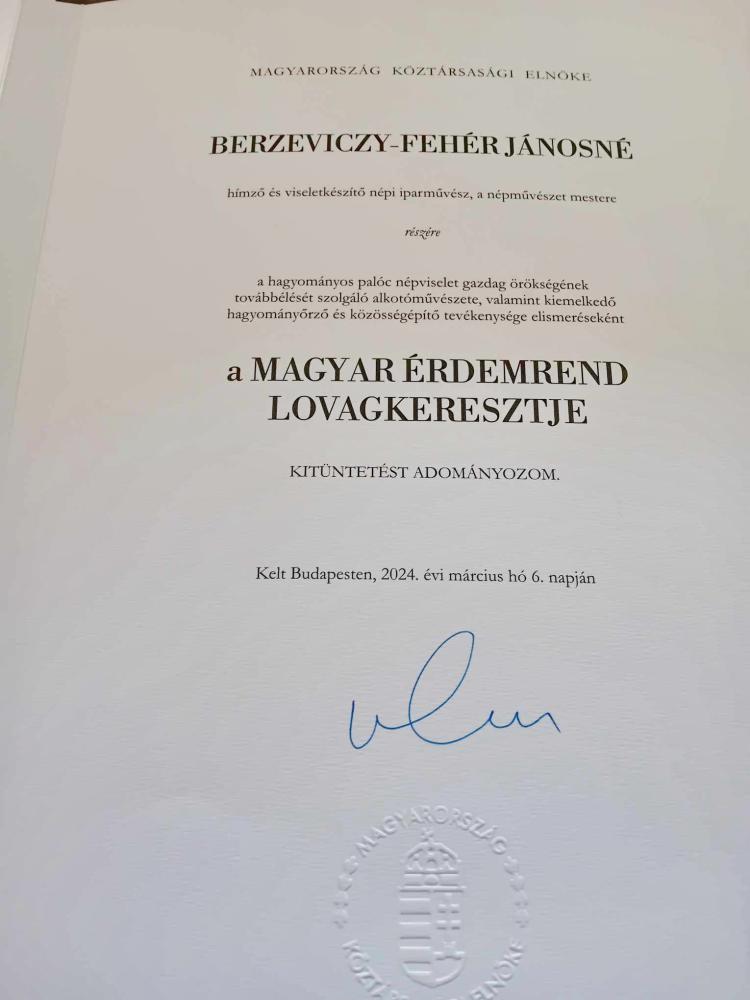 MAGYARORSZÁG KÖZTÁRSASÁGI ELNÖKE
BERZEVICZY-FEHÉR JÁNOSNÉ
hímző és viseletkészítő népi iparművész, a népművészet mestere
részére
a hagyományos palóc népviselet gazdag örökségének
továbbélését szolgáló alkotóművészete, valamint kiemelkedő
hagyományőrző és közösségépítő tevékenysége elismeréseként
a MAGYAR ÉRDEMREND
LOVAGKERESZTJE
KITÜNTETÉST ADOMÁNYOZOM.
Kelt Budapesten, 2024. évi március hó 6. napján
MAGYARORSZÁG
ELNÖKE